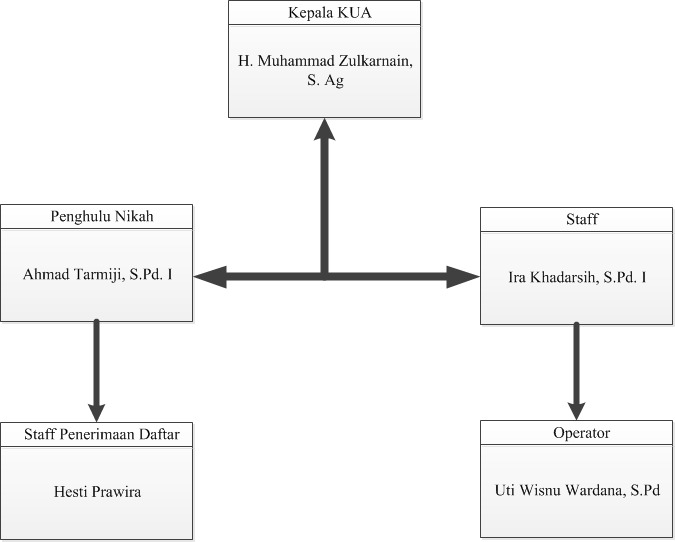 Kepala KUA
H. Muhammad Zulkarnain,
S. Ag
Penghulu Nikah
Ahmad Tarmiji, S.Pd. I
Staff
Ira Khadarsih, S.Pd. I
Staff Penerimaan Daftar
Hesti Prawira
Operator
Uti Wisnu Wardana, S.Pd